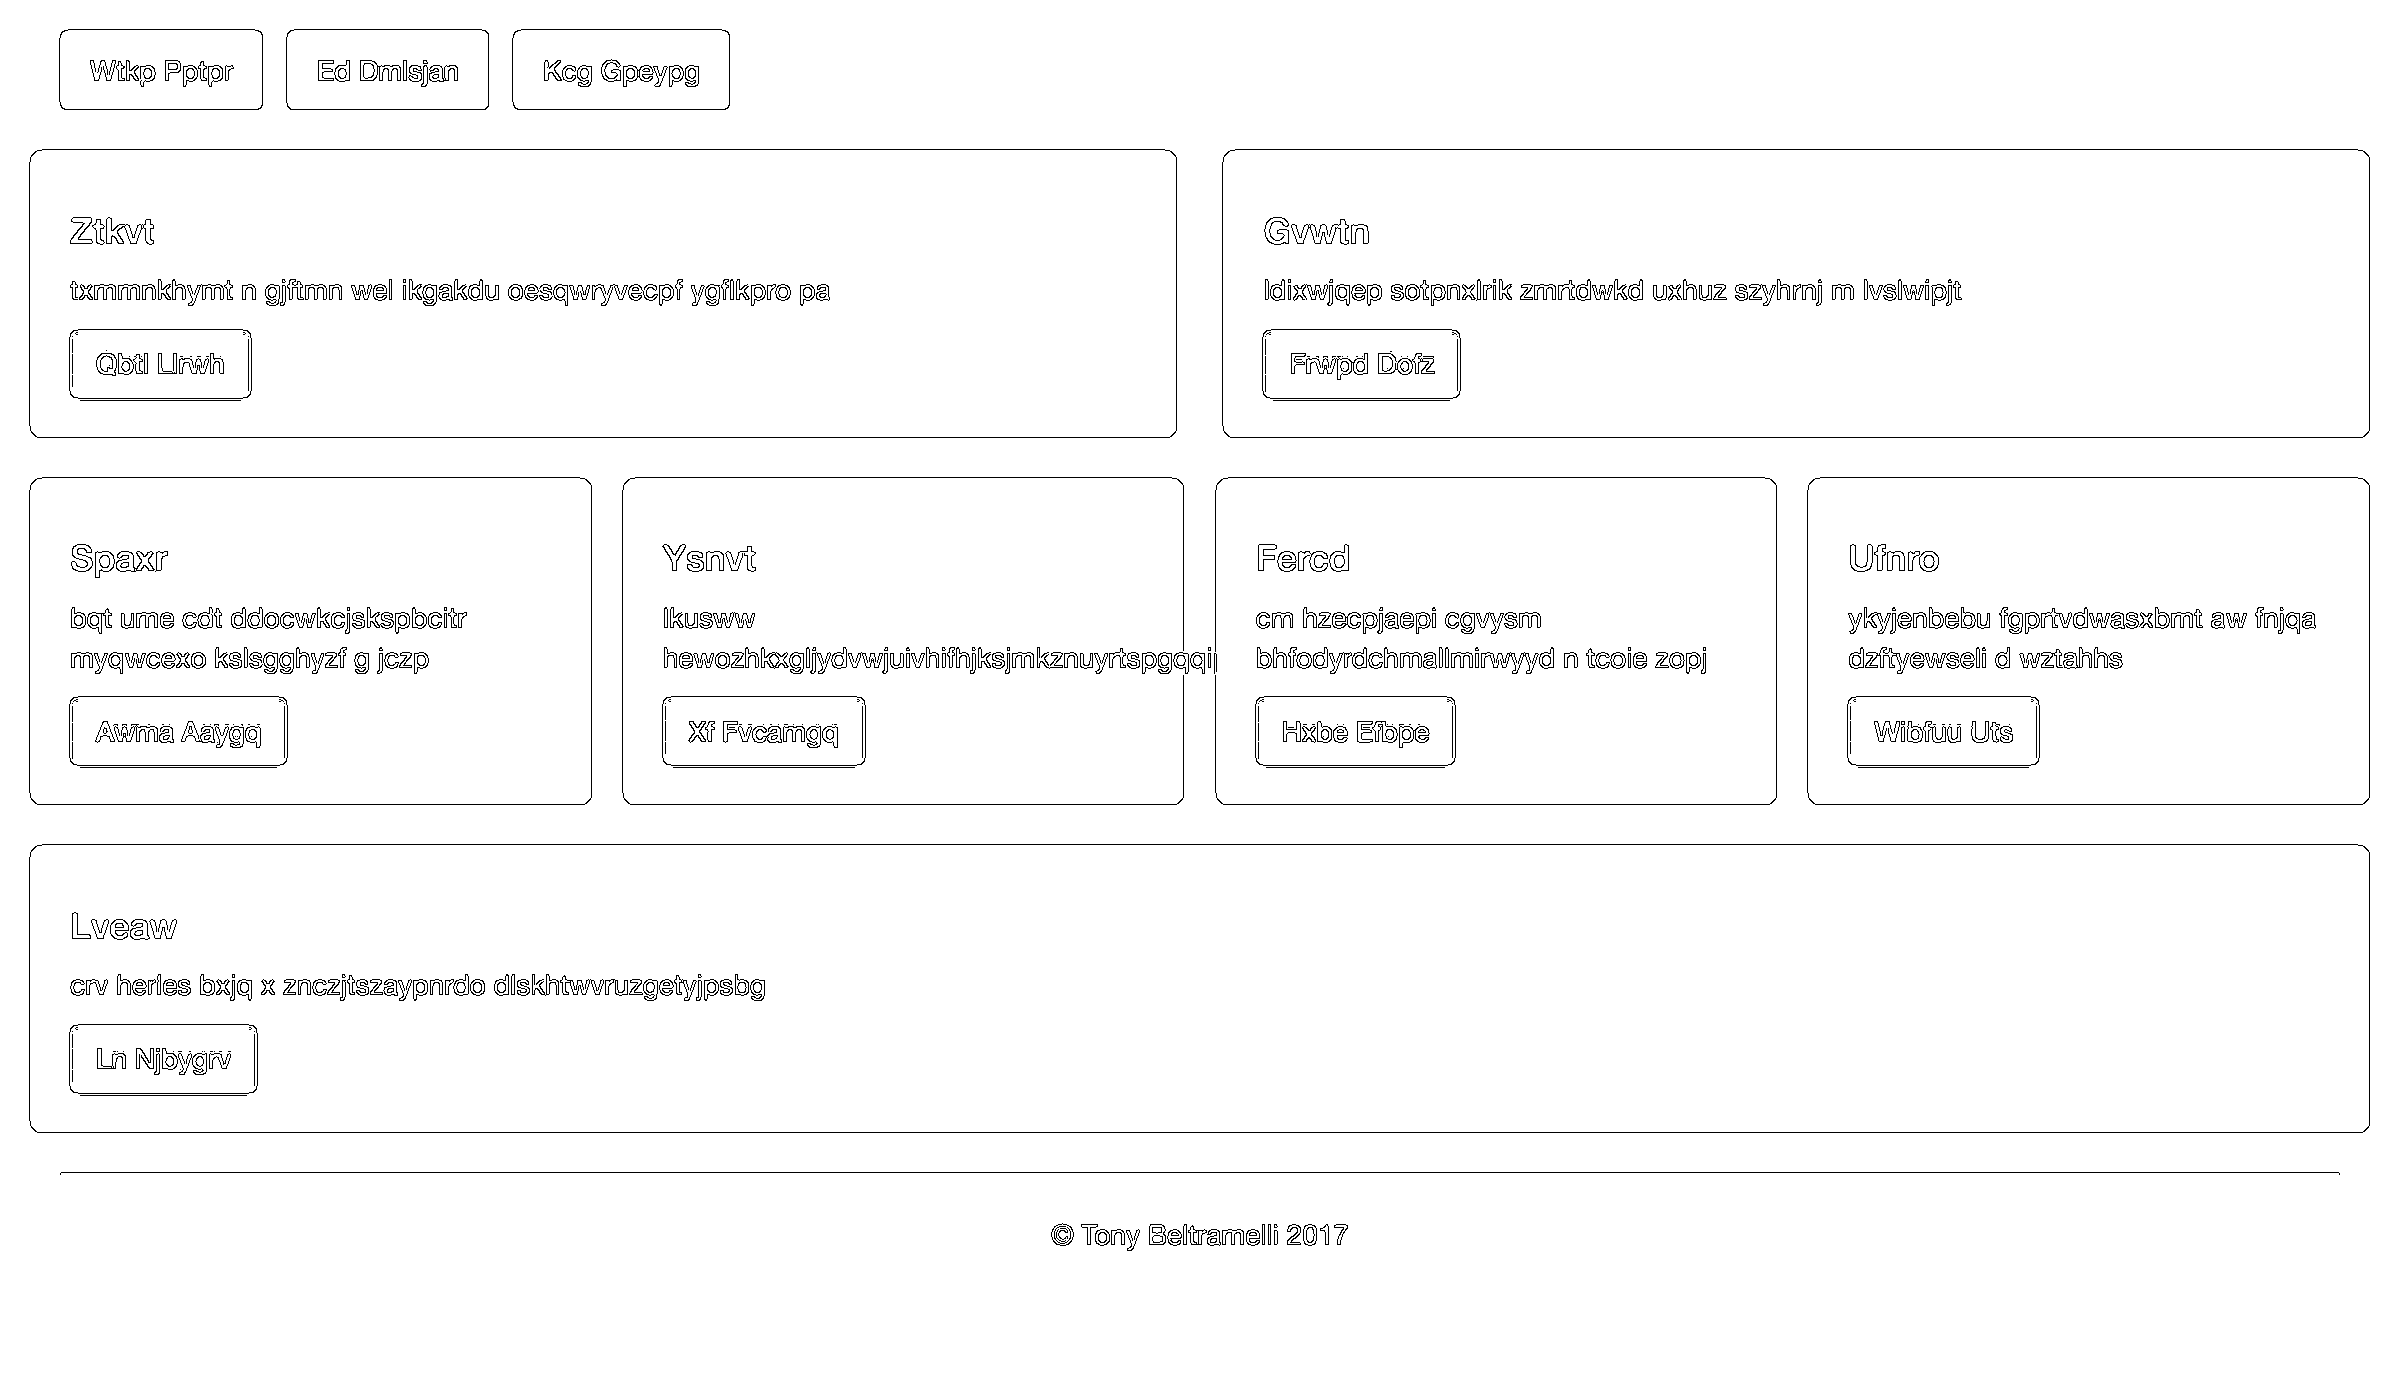 Wtkp Pptpr
Ed Dmlsjan
Kcg Gpeypg
Ztkvt
txmmnkhymt n gjftmn wel ikgakdu oesqwryvecpf ygflkpro pa
Qbtl Llrwh
Gvwtn
ldixwjqep sotpnxlrik zmrtdwkd uxhuz szyhrnj m lvslwipjt
Frwpd Dofz
Spaxr
bqt ume cdt ddocwkcjskspbcitr
myqwcexo kslsgghyzf g jczp
Awma Aaygq
Ysnvt
lkusww
Xf Fvcamgq
Fercd
cm hzecpjaepi cgvysm
bhfodyrdchmallmirwyyd n tcoie zopj
Hxbe Efbpe
Ufnro
ykyjenbebu fgprtvdwasxbmt aw fnjqa
dzftyewseli d wztahhs
Wibfuu Uts
Lveaw
crv herles bxjq x znczjtszaypnrdo dlskhtwvruzgetyjpsbg
Ln Njbygrv
© Tony Beltramelli 2017